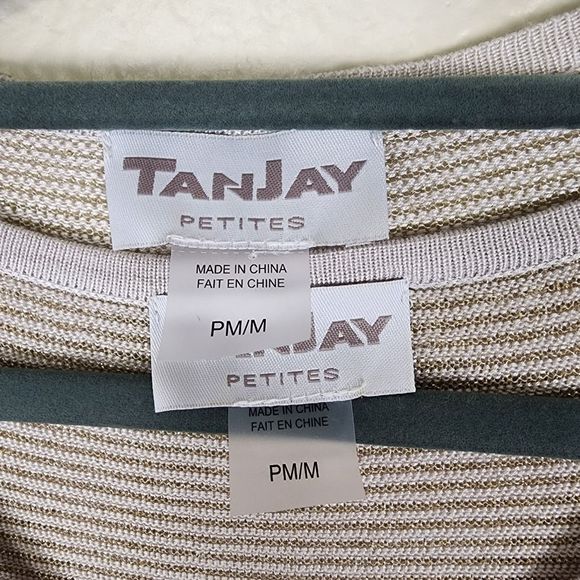 TANJAY
PETITES
MADE IN CHINA
FAIT EN CHINE
PM/M
JAY
PETITES
MADE IN CHINA
FAIT EN CHINE
PM/M